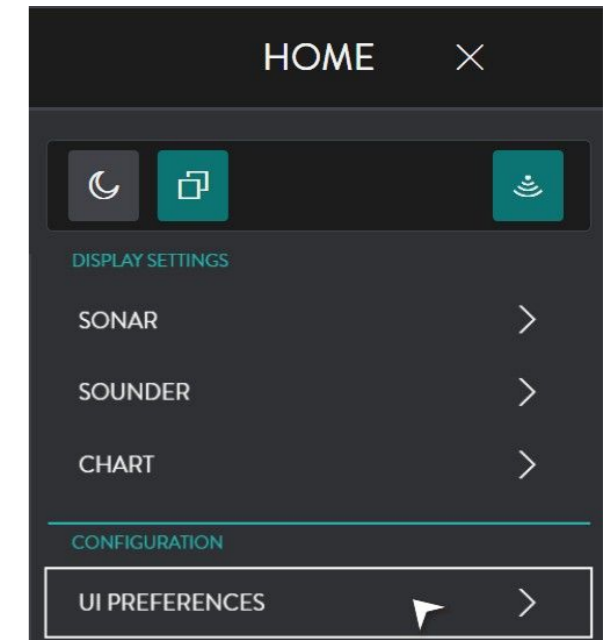 HOME
DISPLAY SETTINGS
SONAR
SOUNDER
CHART
CONFIGURATION
UI PREFERENCES